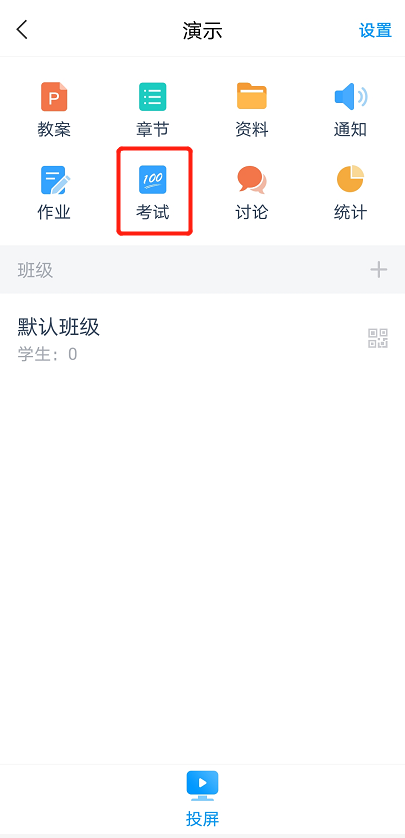 演示 设置
P
教案 章节 资料 通知
100
作业 考试 讨论 统计
班级
默认班级
学生：0
投屏